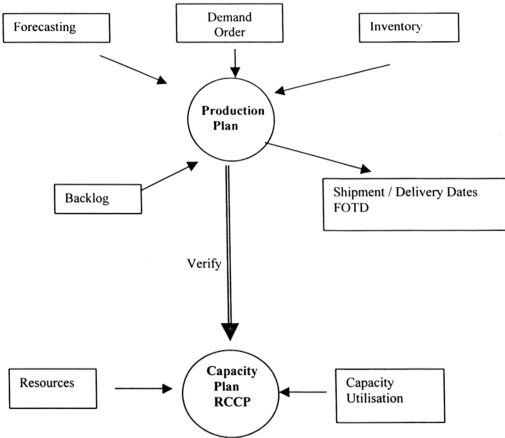 Forecasting
Demand
Order
Inventory
Production
Plan
Backlog
Shipment / Delivery Dates
FOTD
Verify
Resources
Capacity
Plan
RCCP
Capacity
Utilisation